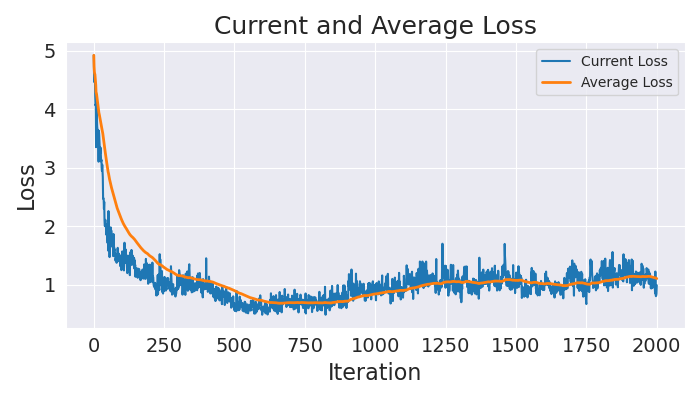 Current and Average Loss
Current Loss
Average Loss
Loss
5
4
3
2
1
0 250 500 750 1000 1250 1500 1750 2000
Iteration